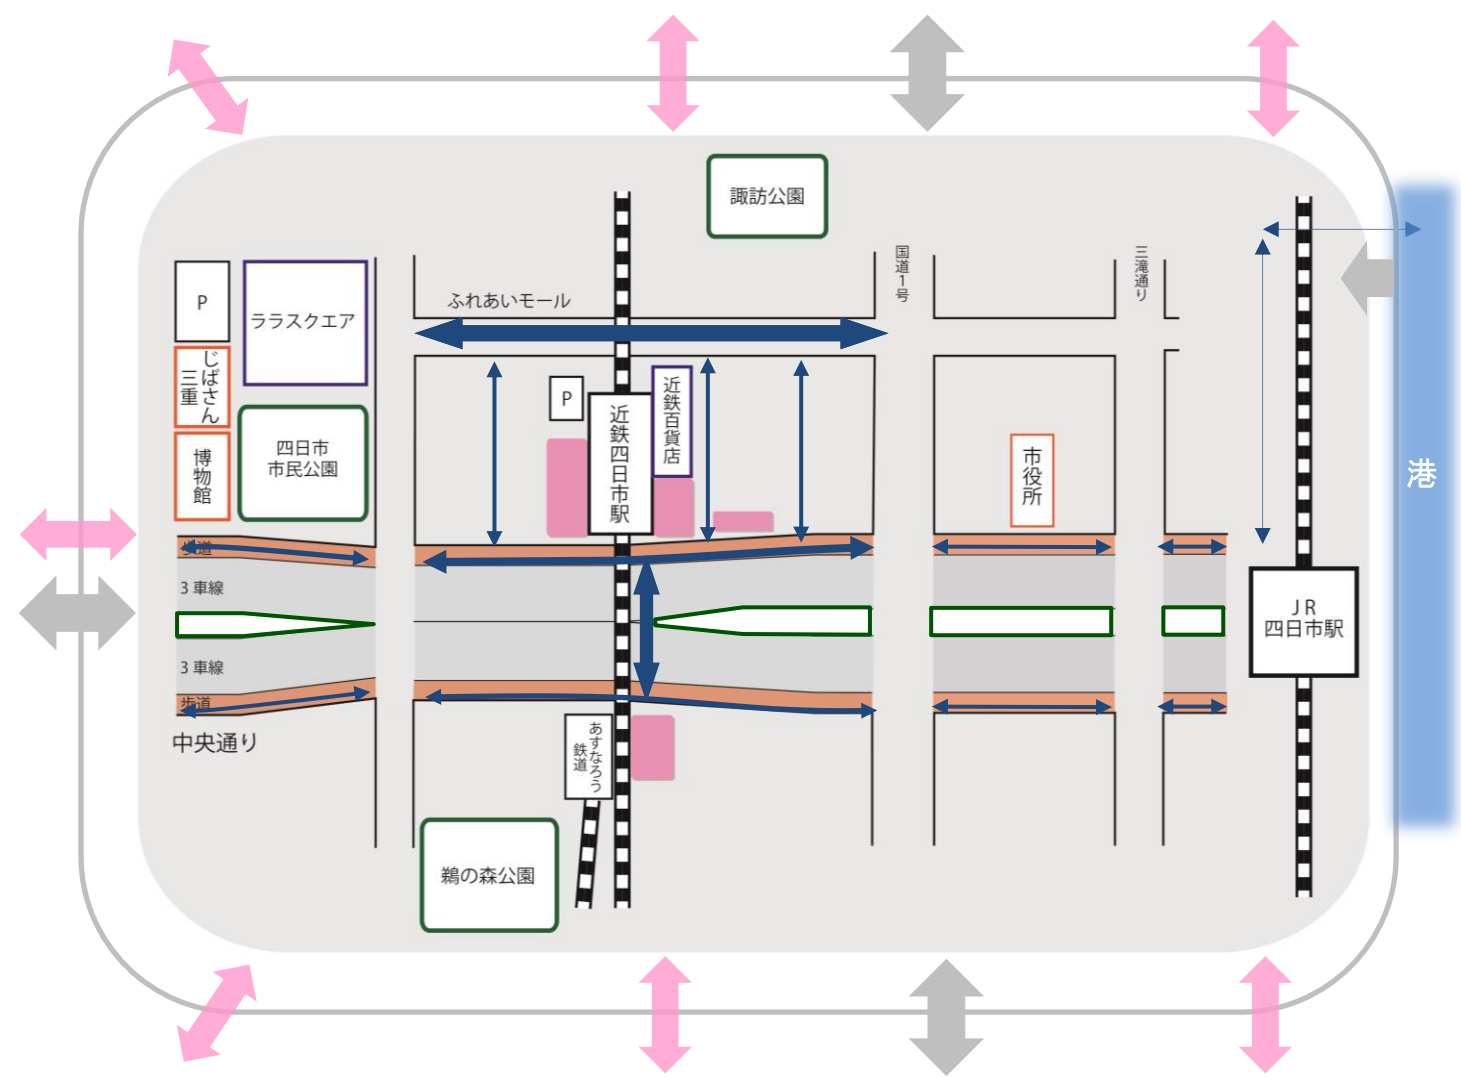 諏訪公園
国道1号
三滝通り
ふれあいモール
P
ララスクエア
じばさん
三重
P
近鉄百貨店
近鉄四日市駅
四日市
市民公園
博物館
市役所
港
歩道
3車線
3車線
歩道
JR
四日市駅
中央通り
あすなろう
鉄道
鵜の森公園